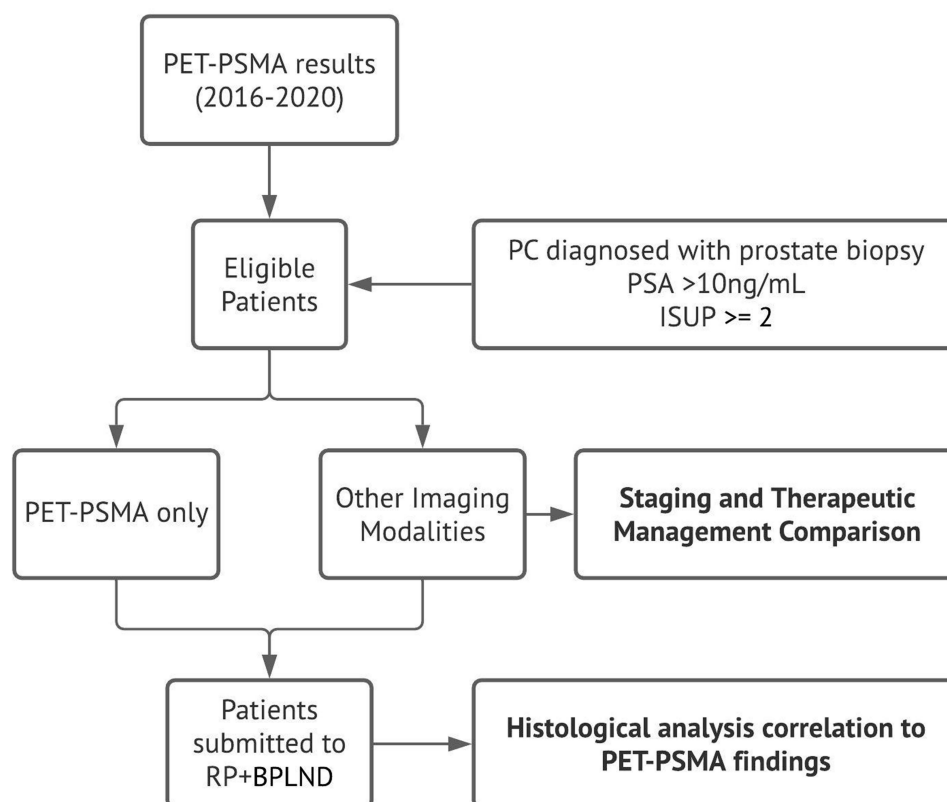 PET-PSMA results
(2016-2020)
Eligible
Patients
PC diagnosed with prostate biopsy
PSA >10ng/mL
ISUP >= 2
PET-PSMA only
Other Imaging
Modalities
Staging and Therapeutic
Management Comparison
Patients
submitted to
RP+BPLND
Histological analysis correlation to
PET-PSMA findings